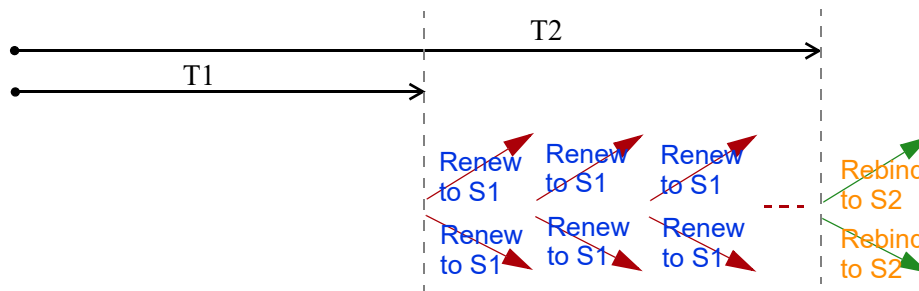 T2
T1
Renew
to S1
Renew
to S1
Renew
to S1
Rebind
to S2
Renew
to S1
Renew
to S1
Renew
to S1
Rebind
to S2